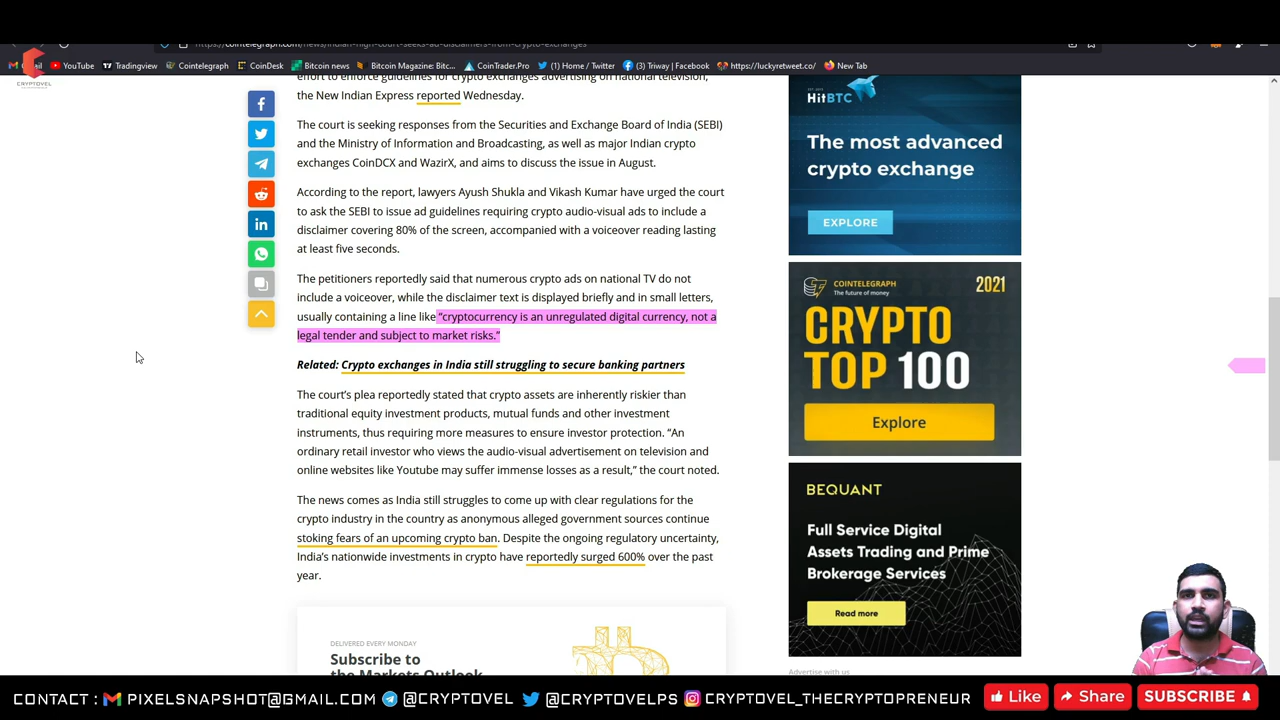 https://cointelegraph.com/news/indian-high-court-seeks-ad-disclaimers-from-crypto-exchanges
YouTube
Tradingview
Cointelegraph
CoinDesk
Bitcoin news
Bitcoin Magazine: Bitc...
CoinTrader.Pro
(1) Home / Twitter
(3) Triway | Facebook
https://luckyretweet.co/
New Tab
CRYPTOVEL
effort to enforce guidelines for crypto exchanges advertising on national television,
the New Indian Express reported Wednesday.
The court is seeking responses from the Securities and Exchange Board of India (SEBI)
and the Ministry of Information and Broadcasting, as well as major Indian crypto
exchanges CoinDCX and WazirX, and aims to discuss the issue in August.
According to the report, lawyers Ayush Shukla and Vikash Kumar have urged the court
to ask the SEBI to issue ad guidelines requiring crypto audio-visual ads to include a
disclaimer covering 80% of the screen, accompanied with a voiceover reading lasting
at least five seconds.
The petitioners reportedly said that numerous crypto ads on national TV do not
include a voiceover, while the disclaimer text is displayed briefly and in small letters,
usually containing a line like “cryptocurrency is an unregulated digital currency, not a
legal tender and subject to market risks.”
Related: Crypto exchanges in India still struggling to secure banking partners
The court’s plea reportedly stated that crypto assets are inherently riskier than
traditional equity investment products, mutual funds and other investment
instruments, thus requiring more measures to ensure investor protection. “An
ordinary retail investor who views the audio-visual advertisement on television and
online websites like Youtube may suffer immense losses as a result,” the court noted.
The news comes as India still struggles to come up with clear regulations for the
crypto industry in the country as anonymous alleged government sources continue
stoking fears of an upcoming crypto ban. Despite the ongoing regulatory uncertainty,
India’s nationwide investments in crypto have reportedly surged 600% over the past
year.
DELIVERED EVERY MONDAY
Subscribe to
the Markets Outlook
HitBTC
The most advanced
crypto exchange
EXPLORE
COINTELEGRAPH
The future of money
2021
CRYPTO
TOP 100
Explore
BEQUANT
Full Service Digital
Assets Trading and Prime
Brokerage Services
Read more
Advertise with us
CONTACT : PIXELSNAPSHOT@GMAIL.COM @CRYPTOVEL @CRYPTOVELPS CRYPTOVEL_THECRYPTOPRENEUR
Like
Share
SUBSCRIBE